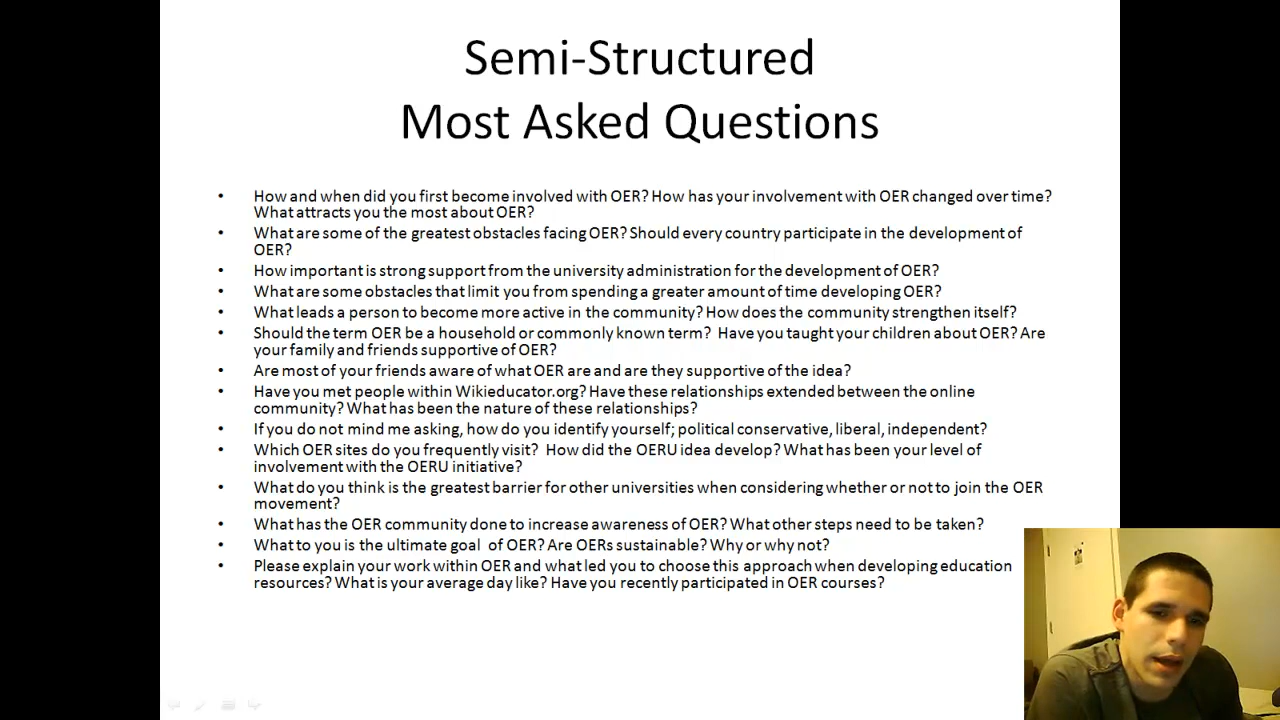 Semi-Structured
Most Asked Questions
• How and when did you first become involved with OER? How has your involvement with OER changed over time?
What attracts you the most about OER?
• What are some of the greatest obstacles facing OER? Should every country participate in the development of
OER?
• How important is strong support from the university administration for the development of OER?
• What are some obstacles that limit you from spending a greater amount of time developing OER?
• What leads a person to become more active in the community? How does the community strengthen itself?
• Should the term OER be a household or commonly known term?  Have you taught your children about OER? Are
your family and friends supportive of OER?
• Are most of your friends aware of what OER are and are they supportive of the idea?
• Have you met people within Wikieducator.org? Have these relationships extended between the online
community? What has been the nature of these relationships?
• If you do not mind me asking, how do you identify yourself; political conservative, liberal, independent?
• Which OER sites do you frequently visit?  How did the OERU idea develop? What has been your level of
involvement with the OERU initiative?
• What do you think is the greatest barrier for other universities when considering whether or not to join the OER
movement?
• What has the OER community done to increase awareness of OER? What other steps need to be taken?
• What to you is the ultimate goal  of OER? Are OERs sustainable? Why or why not?
• Please explain your work within OER and what led you to choose this approach when developing education
resources? What is your average day like? Have you recently participated in OER courses?